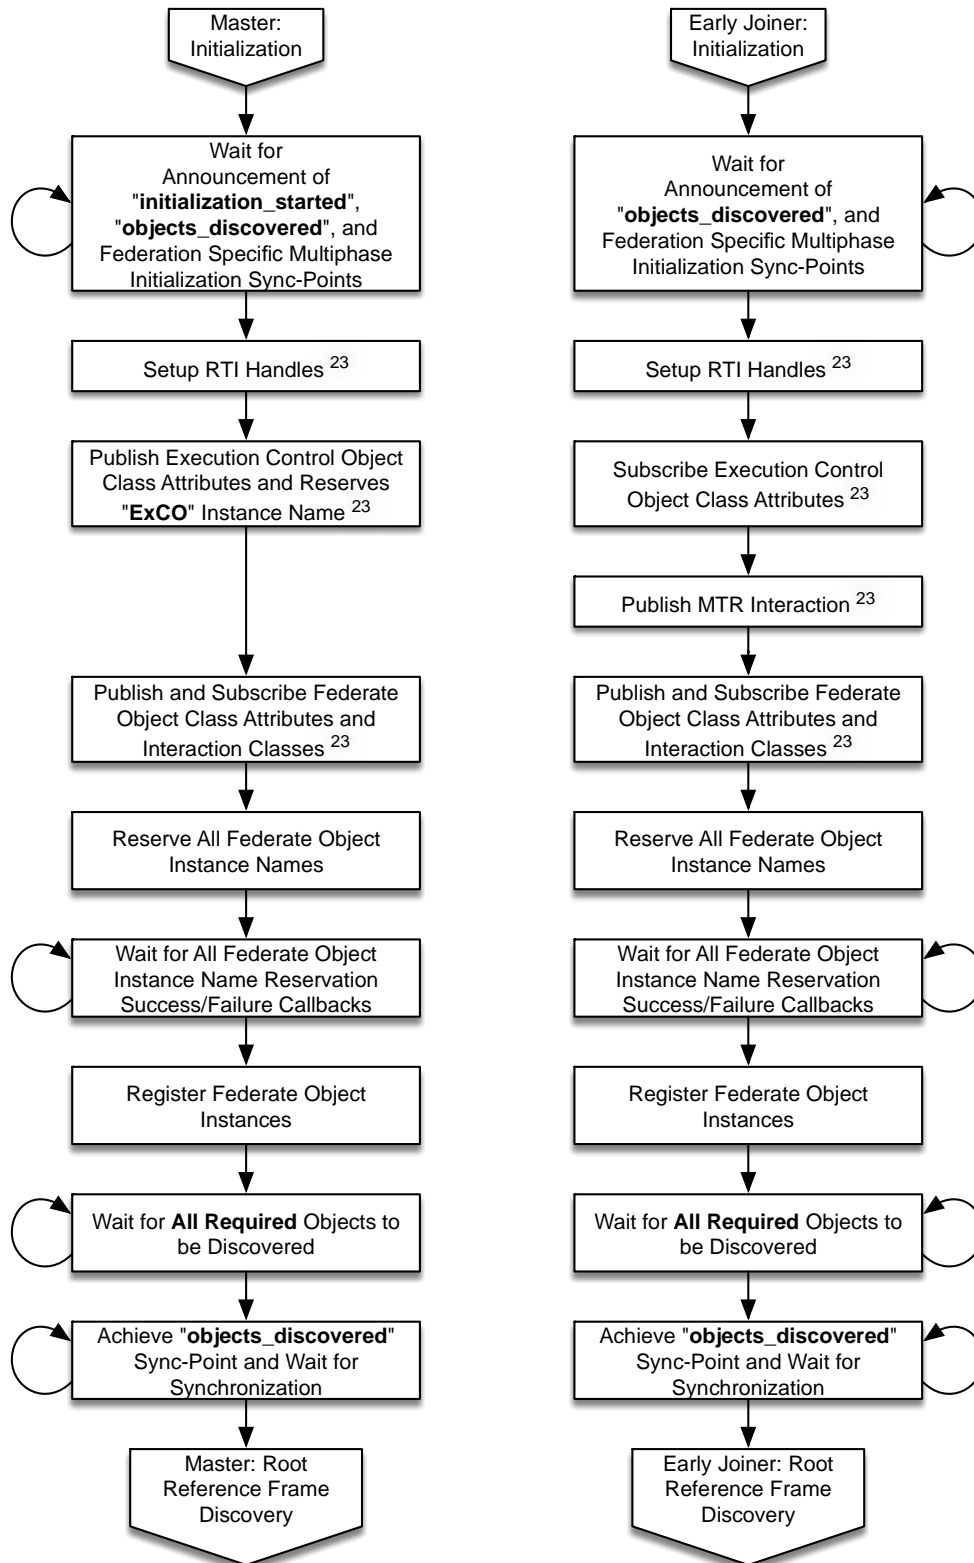 Master:
Initialization
Wait for
Announcement of
"initialization_started",
"objects_discovered", and
Federation Specific Multiphase
Initialization Sync-Points
Setup RTI Handles 23
Publish Execution Control Object
Class Attributes and Reserves
"ExCO" Instance Name 23
Publish and Subscribe Federate
Object Class Attributes and
Interaction Classes 23
Reserve All Federate Object
Instance Names
Wait for All Federate Object
Instance Name Reservation
Success/Failure Callbacks
Register Federate Object
Instances
Wait for All Required Objects to
be Discovered
Achieve "objects_discovered"
Sync-Point and Wait for
Synchronization
Master: Root
Reference Frame
Discovery
Early Joiner:
Initialization
Wait for
Announcement of
"objects_discovered", and
Federation Specific Multiphase
Initialization Sync-Points
Setup RTI Handles 23
Subscribe Execution Control
Object Class Attributes 23
Publish MTR Interaction 23
Publish and Subscribe Federate
Object Class Attributes and
Interaction Classes 23
Reserve All Federate Object
Instance Names
Wait for All Federate Object
Instance Name Reservation
Success/Failure Callbacks
Register Federate Object
Instances
Wait for All Required Objects to
be Discovered
Achieve "objects_discovered"
Sync-Point and Wait for
Synchronization
Early Joiner: Root
Reference Frame
Discovery